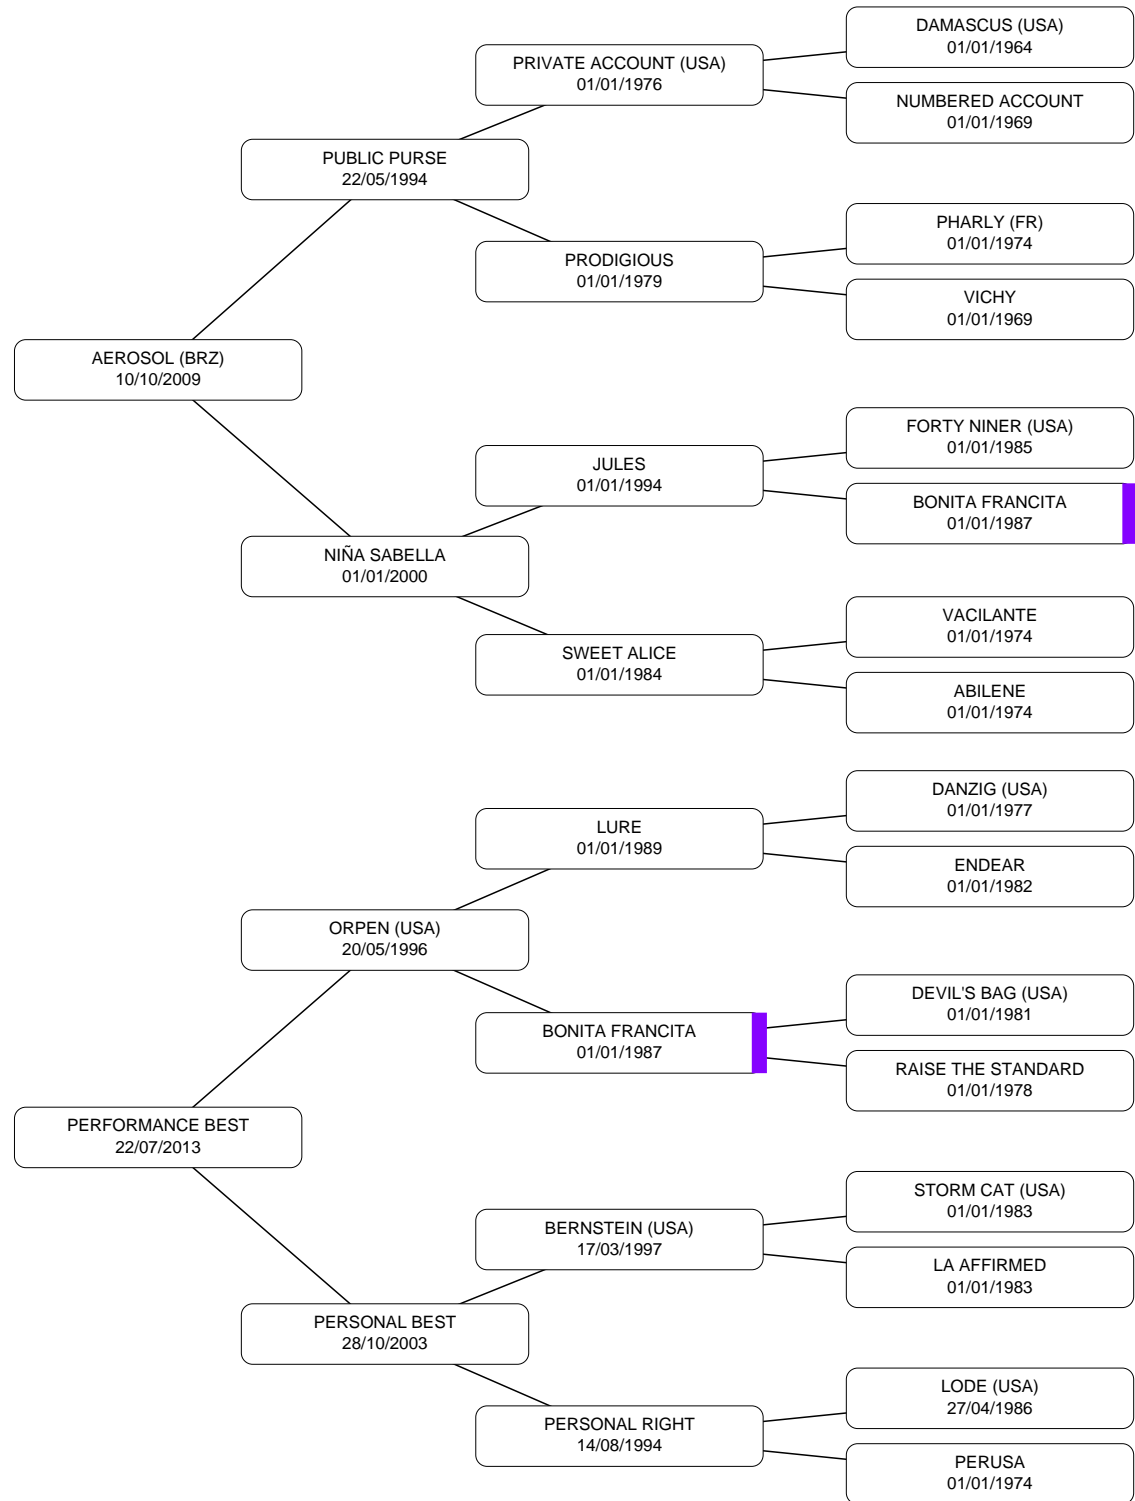 DAMASCUS (USA)
01/01/1964
PRIVATE ACCOUNT (USA)
01/01/1976
NUMBERED ACCOUNT
01/01/1969
PUBLIC PURSE
22/05/1994
PHARLY (FR)
01/01/1974
PRODIGIOUS
01/01/1979
VICHY
01/01/1969
AEROSOL (BRZ)
10/10/2009
FORTY NINER (USA)
01/01/1985
JULES
01/01/1994
BONITA FRANCITA
01/01/1987
NIÑA SABELLA
01/01/2000
VACILANTE
01/01/1974
SWEET ALICE
01/01/1984
ABILENE
01/01/1974
DANZIG (USA)
01/01/1977
LURE
01/01/1989
ENDEAR
01/01/1982
ORPEN (USA)
20/05/1996
DEVIL'S BAG (USA)
01/01/1981
BONITA FRANCITA
01/01/1987
RAISE THE STANDARD
01/01/1978
PERFORMANCE BEST
22/07/2013
STORM CAT (USA)
01/01/1983
BERNSTEIN (USA)
17/03/1997
LA AFFIRMED
01/01/1983
PERSONAL BEST
28/10/2003
LODE (USA)
27/04/1986
PERSONAL RIGHT
14/08/1994
PERUSA
01/01/1974